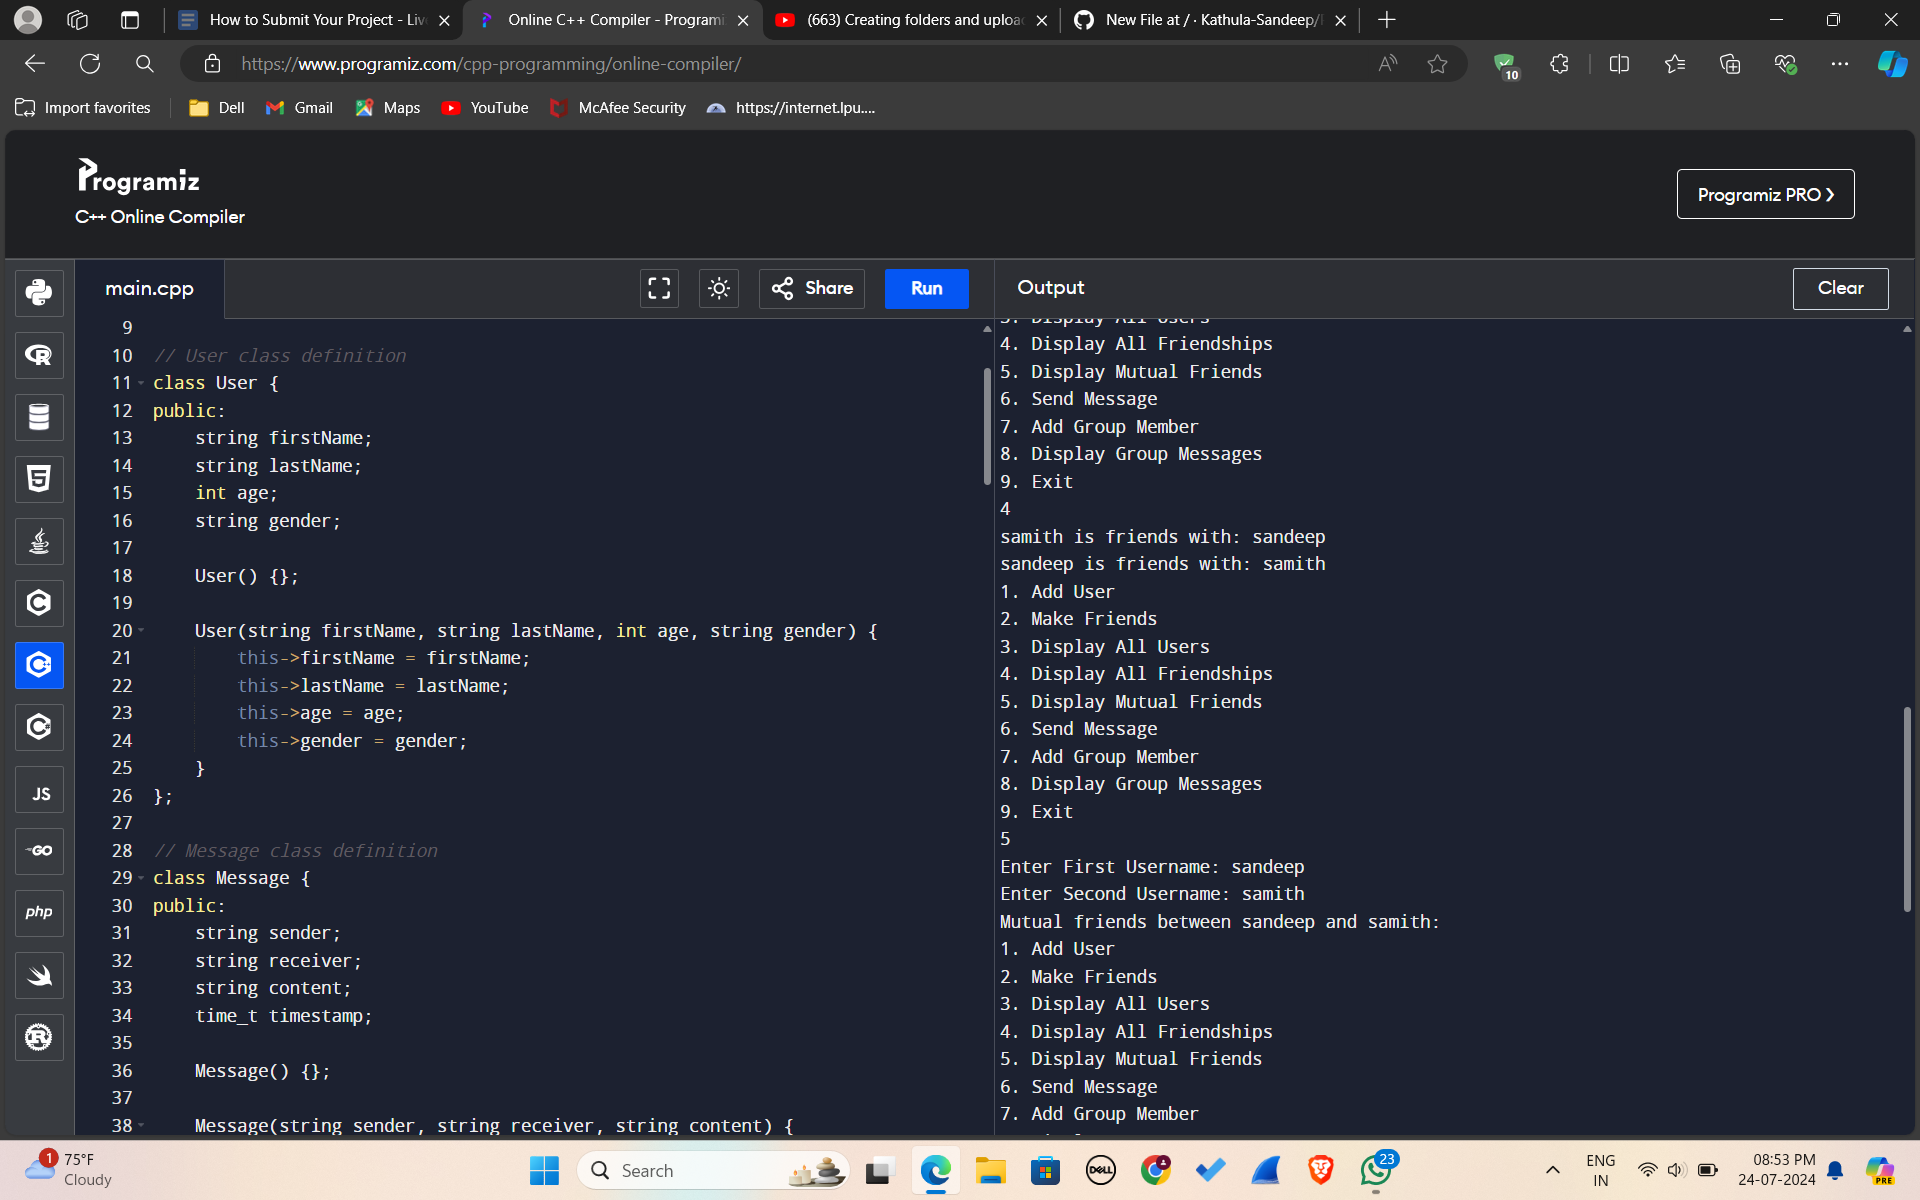 How to Submit Your Project - Liv
Online C++ Compiler - Programi
(663) Creating folders and uploa
New File at / · Kathula-Sandeep/
https://www.programiz.com/cpp-programming/online-compiler/
10
Import favorites
Dell
Gmail
Maps
YouTube
McAfee Security
https://internet.lpu....
Programiz
C++ Online Compiler
Programiz PRO
main.cpp
Share
Run
Output
Clear
9
10 // User class definition
11 class User {
12 public:
13 string firstName;
14 string lastName;
15 int age;
16 string gender;
17
18 User() {};
19
20 User(string firstName, string lastName, int age, string gender) {
21 this->firstName = firstName;
22 this->lastName = lastName;
23 this->age = age;
24 this->gender = gender;
25 }
26 };
27
28 // Message class definition
29 class Message {
30 public:
31 string sender;
32 string receiver;
33 string content;
34 time_t timestamp;
35
36 Message() {};
37
38 Message(string sender, string receiver, string content) {
3. Display All Users
4. Display All Friendships
5. Display Mutual Friends
6. Send Message
7. Add Group Member
8. Display Group Messages
9. Exit
4
samith is friends with: sandeep
sandeep is friends with: samith
1. Add User
2. Make Friends
3. Display All Users
4. Display All Friendships
5. Display Mutual Friends
6. Send Message
7. Add Group Member
8. Display Group Messages
9. Exit
5
Enter First Username: sandeep
Enter Second Username: samith
Mutual friends between sandeep and samith:
1. Add User
2. Make Friends
3. Display All Users
4. Display All Friendships
5. Display Mutual Friends
6. Send Message
7. Add Group Member
JS
GO
php
1
75°F
Cloudy
Search
DELL
23
ENG
IN
08:53 PM
24-07-2024
PRE